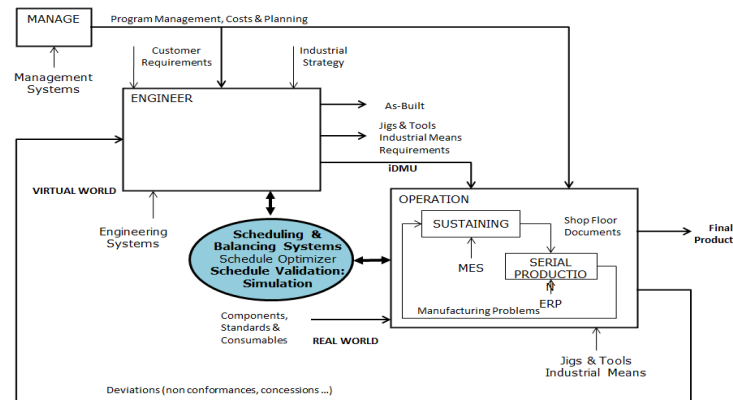 MANAGE
Program Management, Costs & Planning
Management
Systems
Customer
Requirements
Industrial
Strategy
ENGINEER
As-Built
Jigs & Tools
Industrial Means
Requirements
iDMU
VIRTUAL WORLD
Engineering
Systems
OPERATION
SUSTAINING
Shop Floor
Documents
Final
Product
Scheduling &
Balancing Systems
Schedule Optimizer
Schedule Validation:
Simulation
MES
SERIAL
PRODUCTIO
N
ERP
Manufacturing Problems
Components,
Standards &
Consumables
REAL WORLD
Jigs & Tools
Industrial Means
Deviations (non conformances, concessions ...)